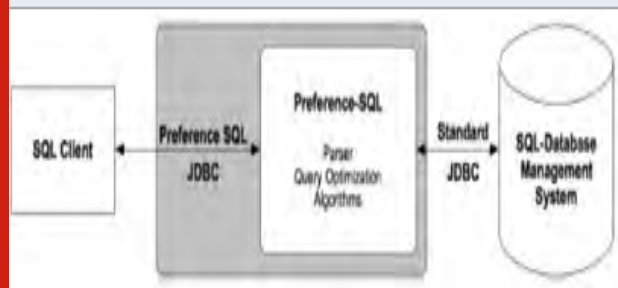 SQL Client
Preference SQL
JDBC
Preference-SQL
Parser
Query Optimization
Algorithms
Standard
JDBC
SQL-Database
Management
System